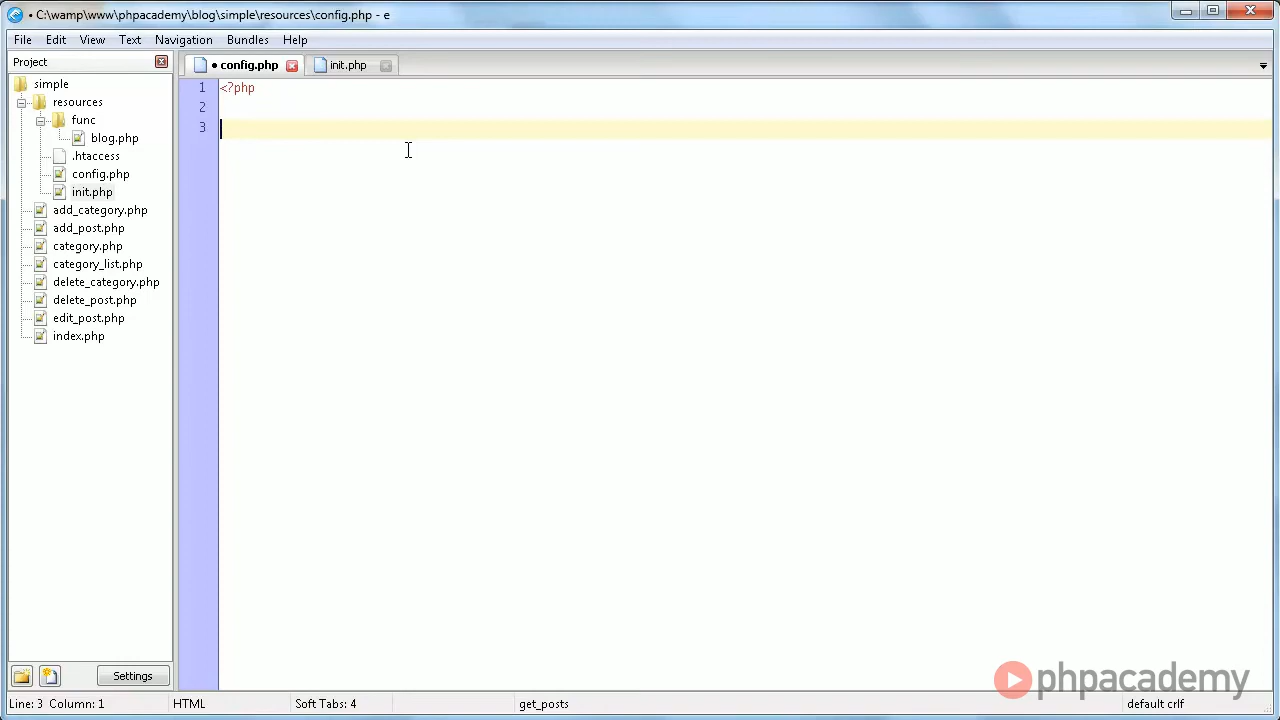 • C:\wamp\www\phpacademy\blog\simple\resources\config.php - e
File Edit View Text Navigation Bundles Help
Project
• config.php
init.php
simple
resources
func
blog.php
.htaccess
config.php
init.php
add_category.php
add_post.php
category.php
category_list.php
delete_category.php
delete_post.php
edit_post.php
index.php
1 <?php
2
3
Settings
phpacademy
Line: 3 Column: 1 HTML Soft Tabs: 4 get_posts default crlf